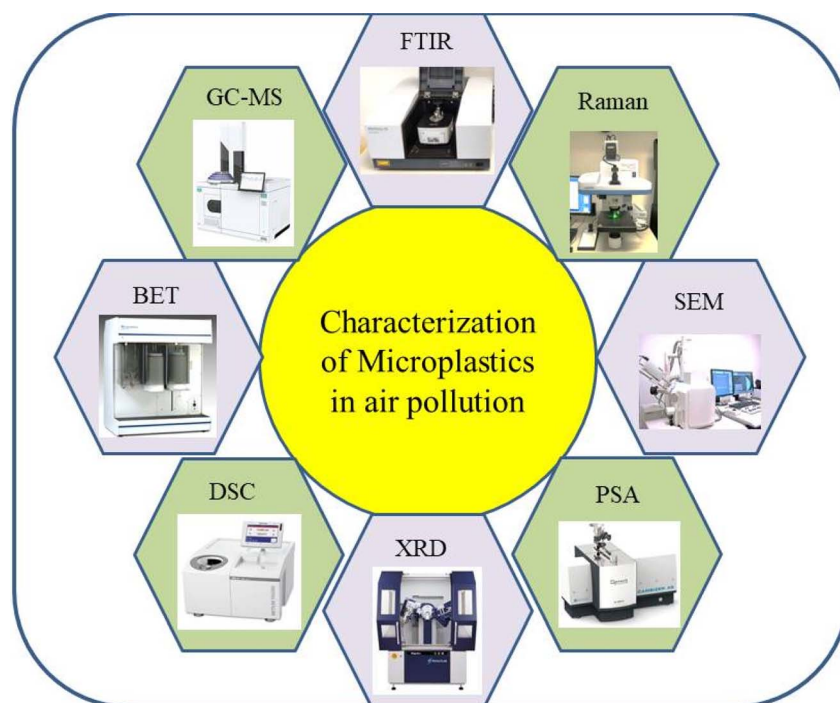 FTIR
GC-MS
Raman
BET
Characterization
of Microplastics
in air pollution
SEM
DSC
PSA
XRD